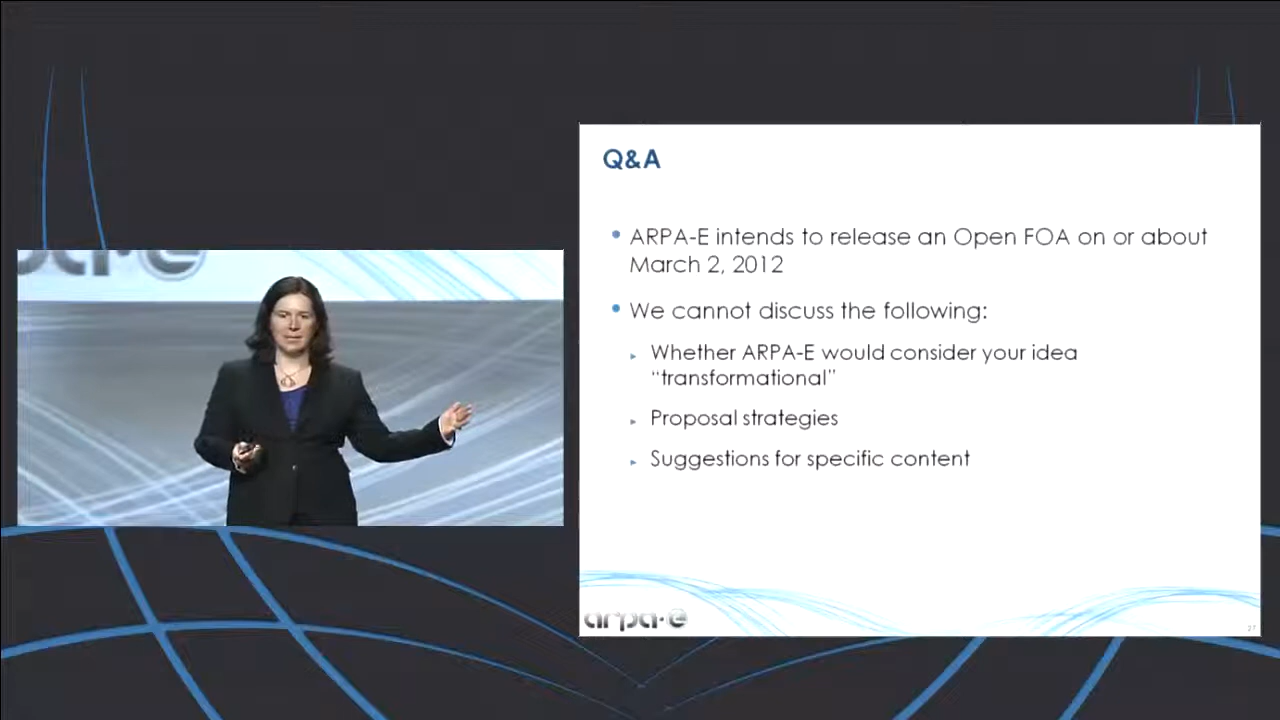 Q&A
ARPA-E intends to release an Open FOA on or about
March 2, 2012
We cannot discuss the following:
Whether ARPA-E would consider your idea
“transformational”
Proposal strategies
Suggestions for specific content
arpa·e
27